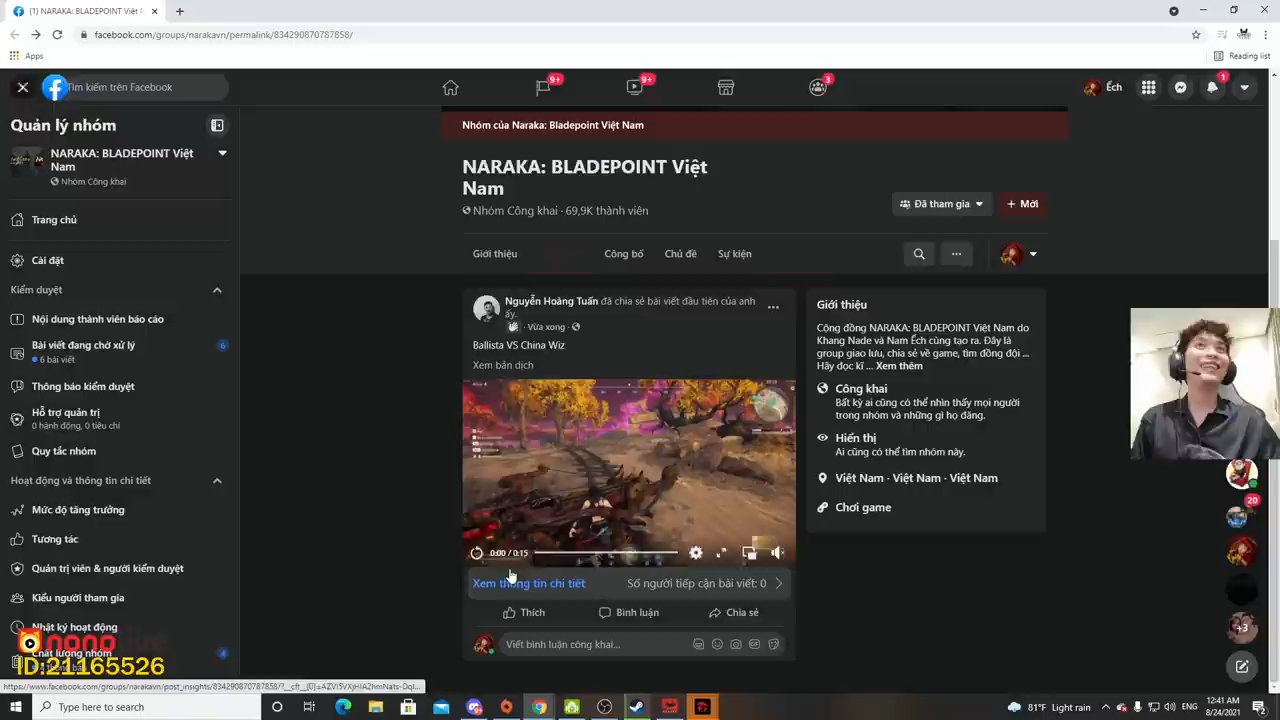 (1) NARAKA: BLADEPOINT Việt N
facebook.com/groups/narakavn/permalink/834290870787858/
Apps
Reading list
Tìm kiếm trên Facebook
9+
9+
3
Ếch
1
Quản lý nhóm
NARAKA: BLADEPOINT Việt
Nam
Nhóm Công khai
Trang chủ
Cài đặt
Kiểm duyệt
Nội dung thành viên báo cáo
Bài viết đang chờ xử lý
6
6 bài viết
Thông báo kiểm duyệt
Hỗ trợ quản trị
0 hành động, 0 tiêu chí
Quy tắc nhóm
Hoạt động và thông tin chi tiết
Mức độ tăng trưởng
Tương tác
Quản trị viên & người kiểm duyệt
Kiểu người tham gia
Nhật ký hoạt động
Chất lượng nhóm
4
nono
ID:21165526
Nhóm của Naraka: Bladepoint Việt Nam
NARAKA: BLADEPOINT Việt
Nam
Nhóm Công khai · 69,9K thành viên
Đã tham gia
+ Mời
Giới thiệu
Công bố
Chủ đề
Sự kiện
Nguyễn Hoàng Tuấn đã chia sẻ bài viết đầu tiên của anh
ấy.
· Vừa xong ·
Ballista VS China Wiz
Xem bản dịch
0:00 / 0:15
Xem thông tin chi tiết
Số người tiếp cận bài viết: 0
Thích
Bình luận
Chia sẻ
Viết bình luận công khai...
GIF
Giới thiệu
Cộng đồng NARAKA: BLADEPOINT Việt Nam do
Khang Nade và Nam Ếch cùng tạo ra. Đây là
group giao lưu, chia sẻ về game, tìm đồng đội ...
Hãy đọc kĩ ... Xem thêm
Công khai
Bất kỳ ai cũng có thể nhìn thấy mọi người
trong nhóm và những gì họ đăng.
Hiển thị
Ai cũng có thể tìm nhóm này.
Việt Nam · Việt Nam · Việt Nam
Chơi game
20
+3
Type here to search
81°F Light rain
ENG
12:41 AM
8/24/2021
2